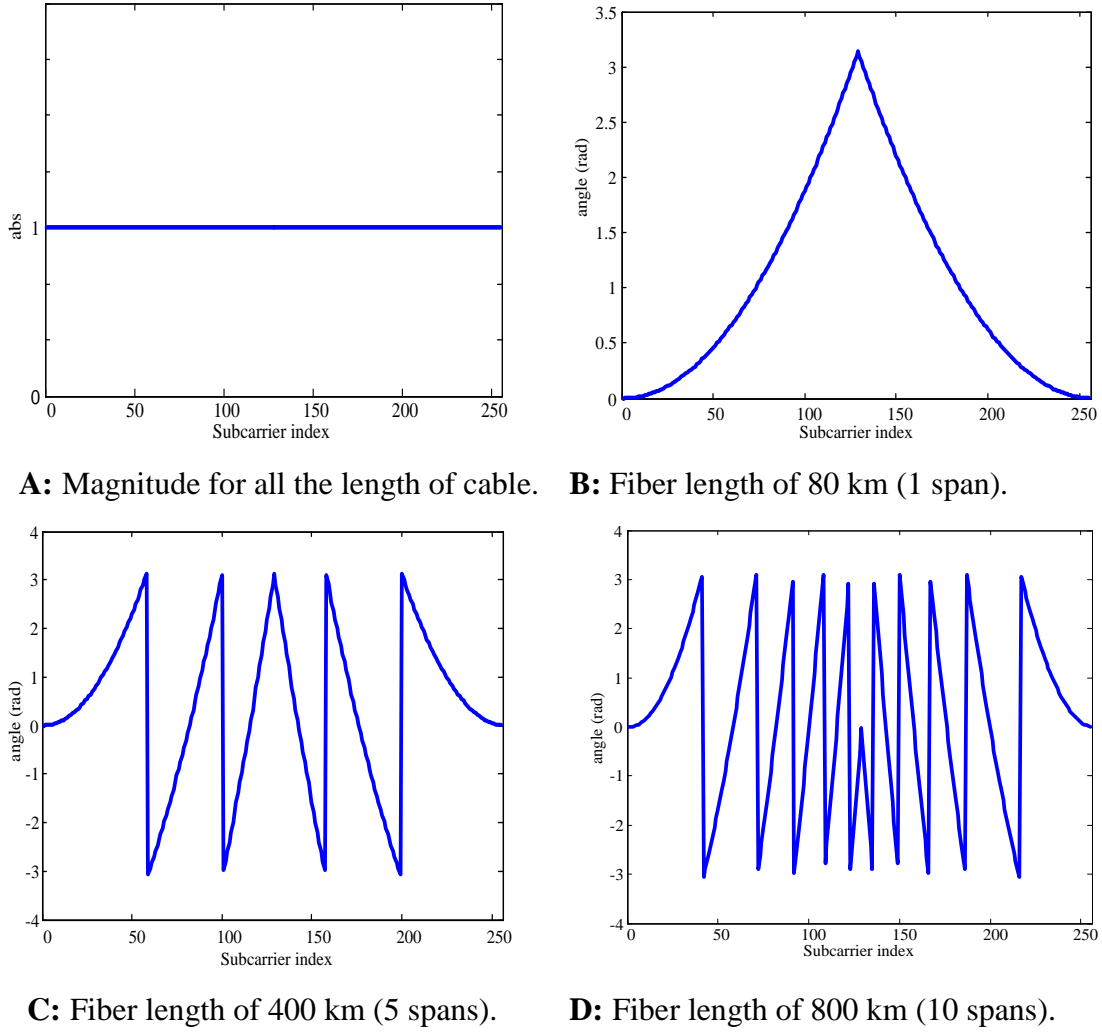 abs
1
0
0 50 100 150 200 250
Subcarrier index
angle (rad)
3.5
3
2.5
2
1.5
1
0.5
0
0 50 100 150 200 250
Subcarrier index
A: Magnitude for all the length of cable.
B: Fiber length of 80 km (1 span).
angle (rad)
4
3
2
1
0
-1
-2
-3
-4
0 50 100 150 200 250
Subcarrier index
angle (rad)
4
3
2
1
0
-1
-2
-3
-4
0 50 100 150 200 250
Subcarrier index
C: Fiber length of 400 km (5 spans).
D: Fiber length of 800 km (10 spans).